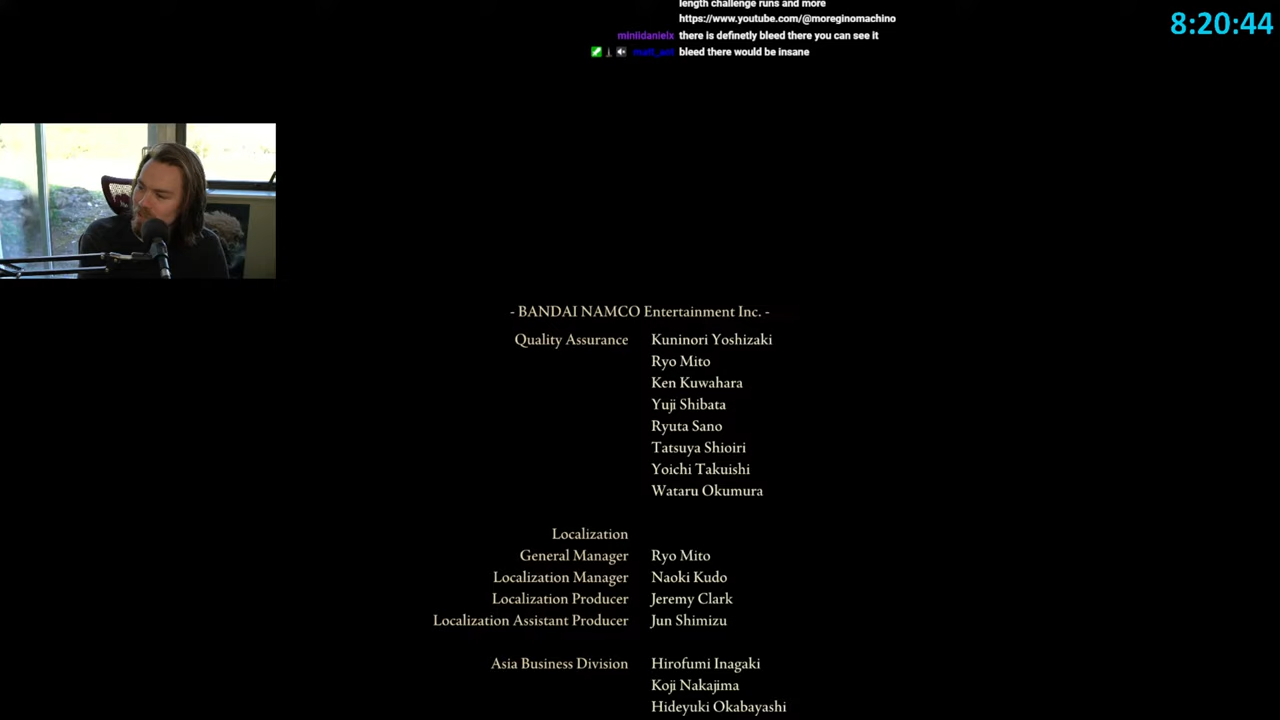 length challenge runs and more
8:20:44
https://www.youtube.com/@moreginomachino
miniidanielx there is definetly bleed there you can see it
matt_ant bleed there would be insane
- BANDAI NAMCO Entertainment Inc. -
Quality Assurance Kuninori Yoshizaki
Ryo Mito
Ken Kuwahara
Yuji Shibata
Ryuta Sano
Tatsuya Shioiri
Yoichi Takuishi
Wataru Okumura
Localization
General Manager Ryo Mito
Localization Manager Naoki Kudo
Localization Producer Jeremy Clark
Localization Assistant Producer Jun Shimizu
Asia Business Division Hirofumi Inagaki
Koji Nakajima
Hideyuki Okabayashi